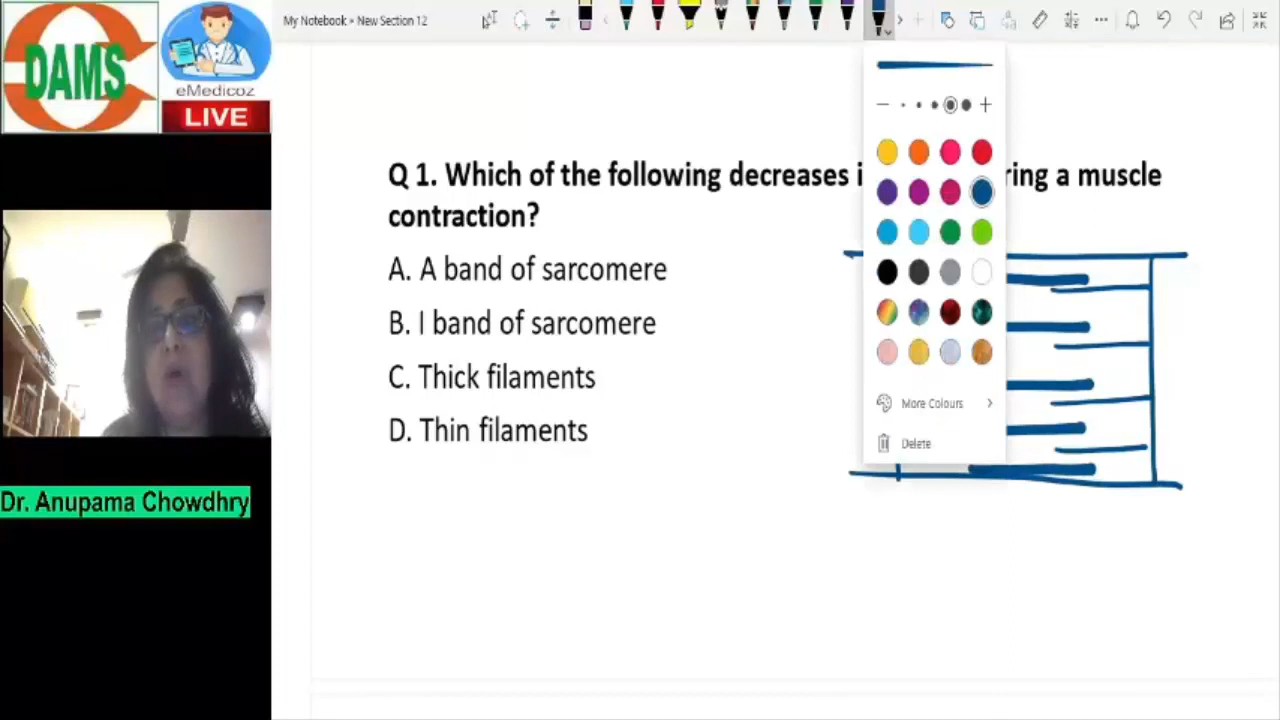 DAMS
eMedicoz
LIVE
My Notebook > New Section 12
Q 1. Which of the following decreases i ring a muscle
contraction?
A. A band of sarcomere
B. I band of sarcomere
C. Thick filaments
D. Thin filaments
More Colours
Delete
Dr. Anupama Chowdhry